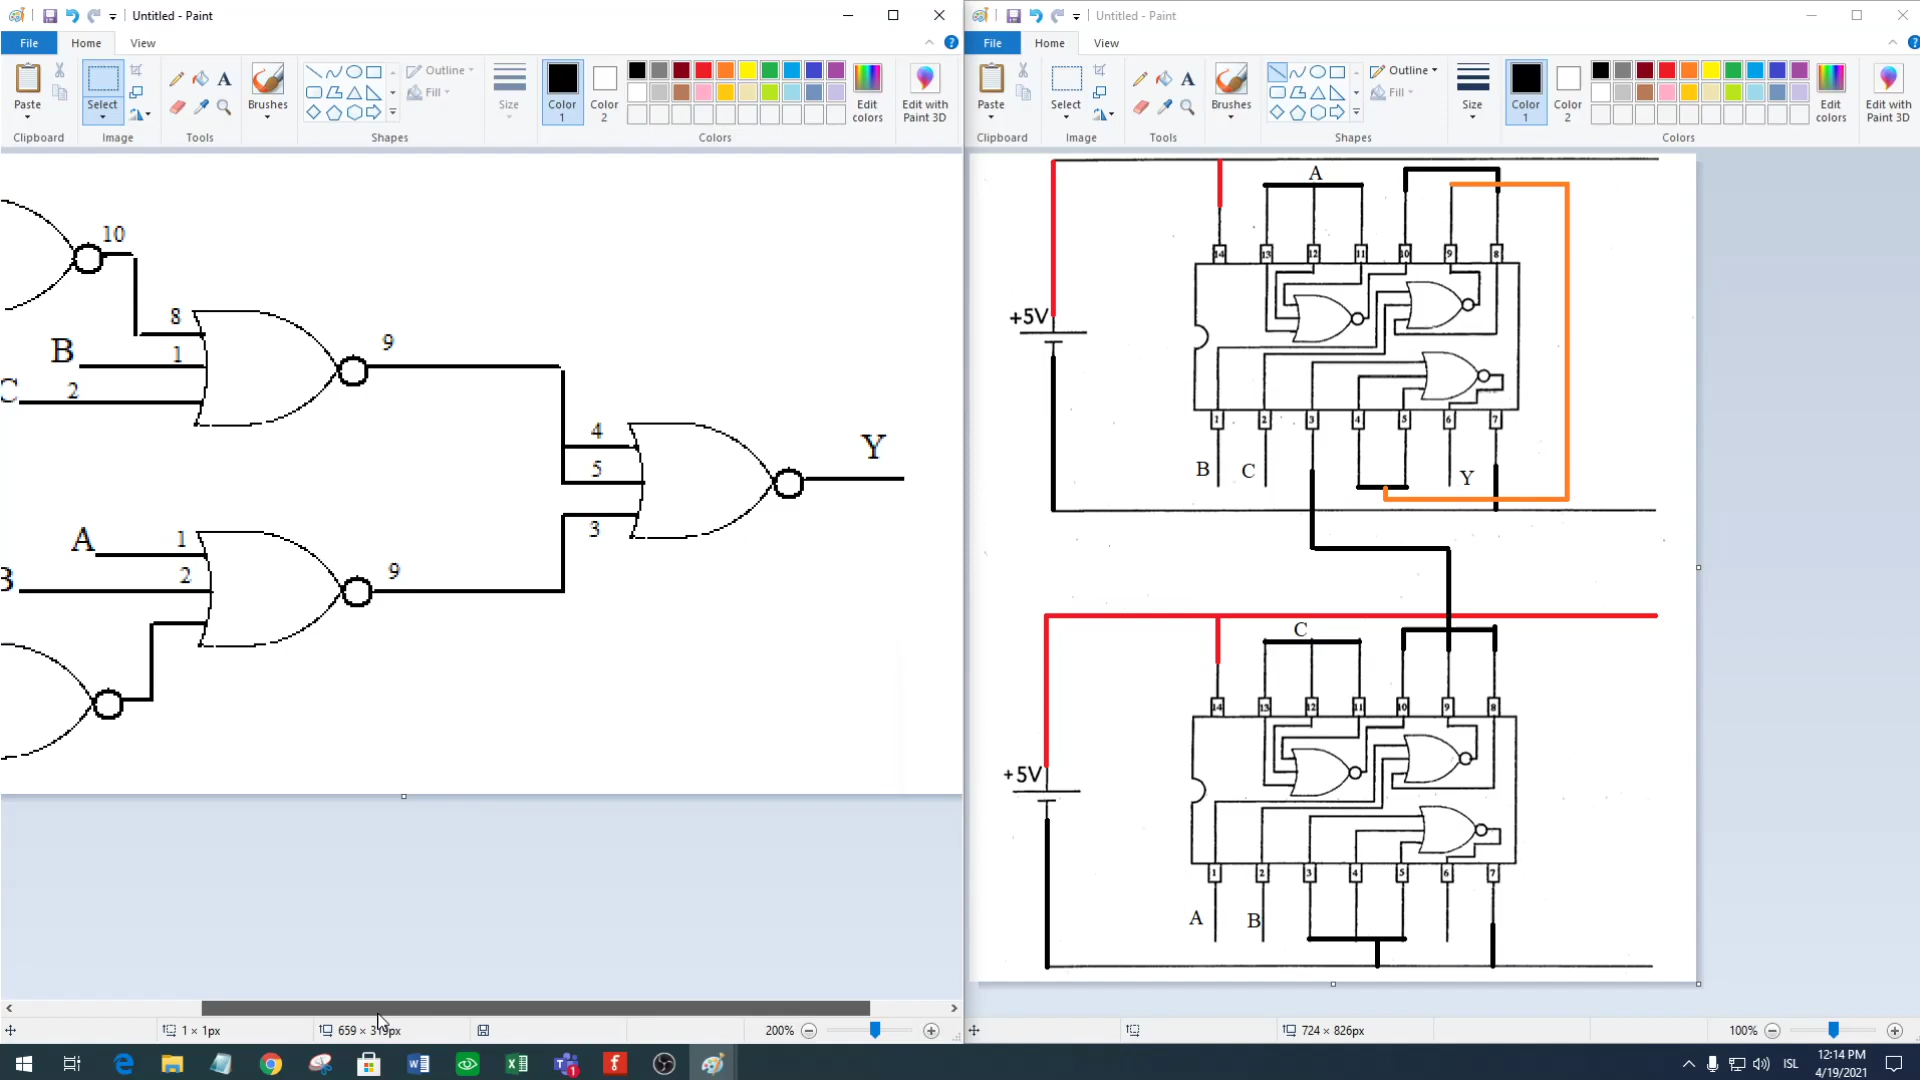 Untitled - Paint
File Home View
Paste
Select
Brushes
Outline
Fill
Size
Color 1
Color 2
Edit colors
Edit with Paint 3D
Clipboard
Image
Tools
Shapes
Colors
10
8
B 1
C 2
9
4
5
3
Y
A 1
B 2
9
1 × 1px
659 × 319px
200%
Untitled - Paint
File Home View
Paste
Select
Brushes
Outline
Fill
Size
Color 1
Color 2
Edit colors
Edit with Paint 3D
Clipboard
Image
Tools
Shapes
Colors
A
14 13 12 11 10 9 8
+5V
1 2 3 4 5 6 7
B C Y
C
14 13 12 11 10 9 8
+5V
1 2 3 4 5 6 7
A B
724 × 826px
100%
ISL
12:14 PM
4/19/2021